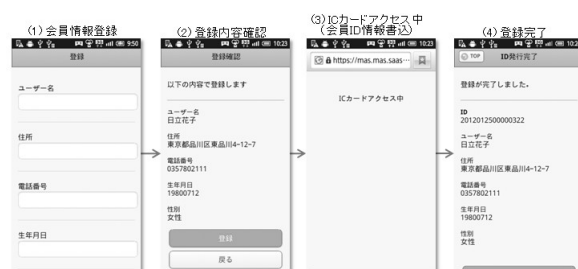 (1)会員情報登録
9:50
登録
ユーザー名
住所
電話番号
生年月日
(2)登録内容確認
10:23
登録確認
以下の内容で登録します
ユーザー名
日立花子
住所
東京都品川区東品川4-12-7
電話番号
0357802111
生年月日
19800712
性別
女性
登録
戻る
(3)ICカードアクセス中
(会員ID情報書込)
10:23
https://mas.mas.saas…
ICカードアクセス中
(4)登録完了
10:2
TOP ID発行完了
登録が完了しました。
ID
2012012500000322
ユーザー名
日立花子
住所
東京都品川区東品川4-12-7
電話番号
0357802111
生年月日
19800712
性別
女性